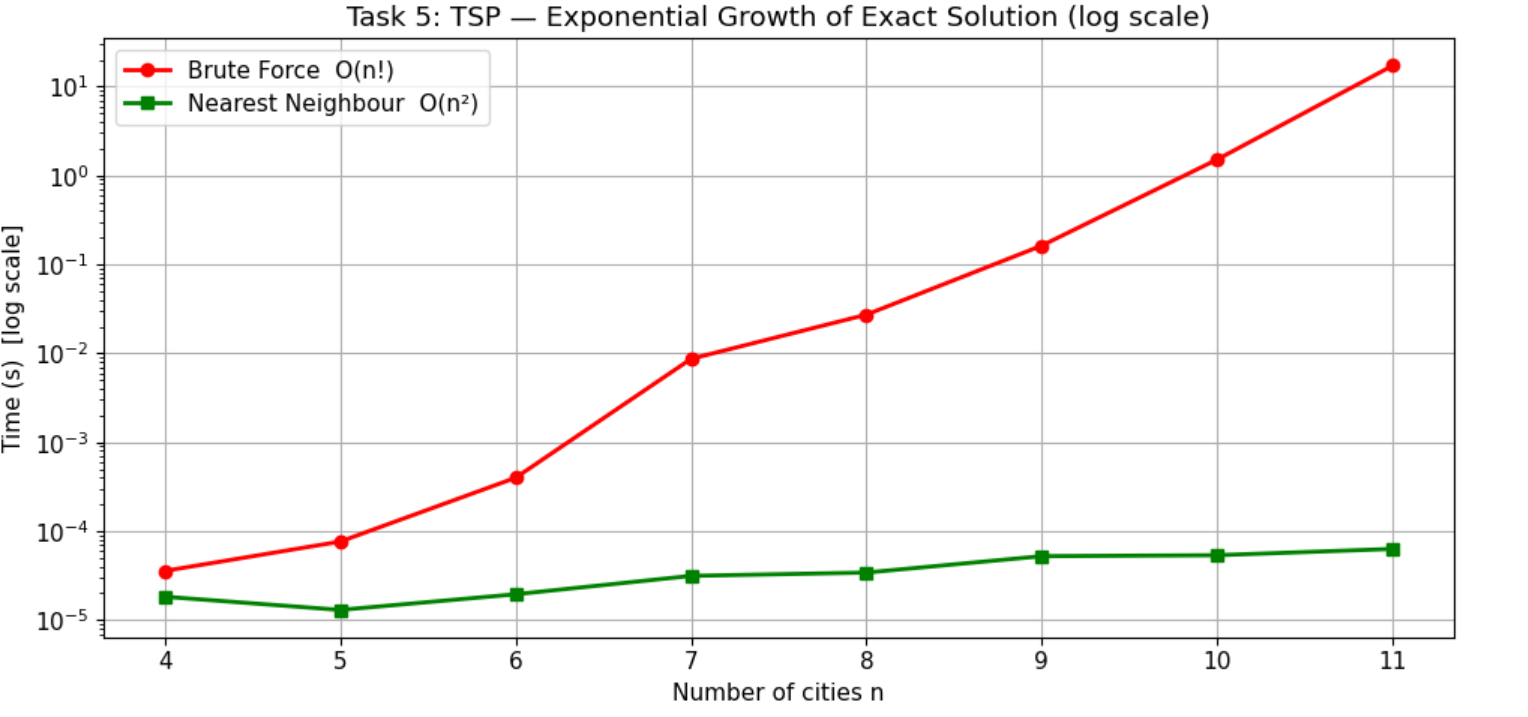 Task 5: TSP — Exponential Growth of Exact Solution (log scale)
Brute Force  O(n!)
Nearest Neighbour  O(n²)
Time (s)  [log scale]
10¹
10⁰
10⁻¹
10⁻²
10⁻³
10⁻⁴
10⁻⁵
4 5 6 7 8 9 10 11
Number of cities n